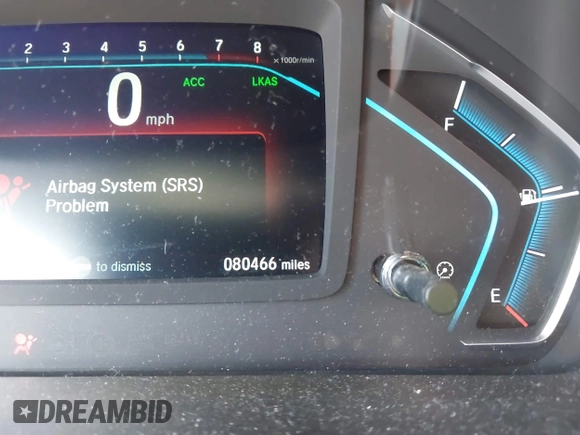 2 3 4 5 6 7 8
×1000r/min
ACC LKAS
0 mph
F
Airbag System (SRS)
Problem
to dismiss
080466 miles
E
DREAMBID